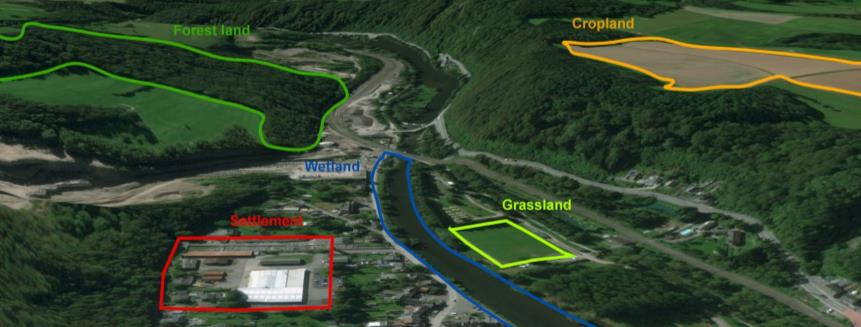 Cropland
Forest land
Wetland
Grassland
Settlement